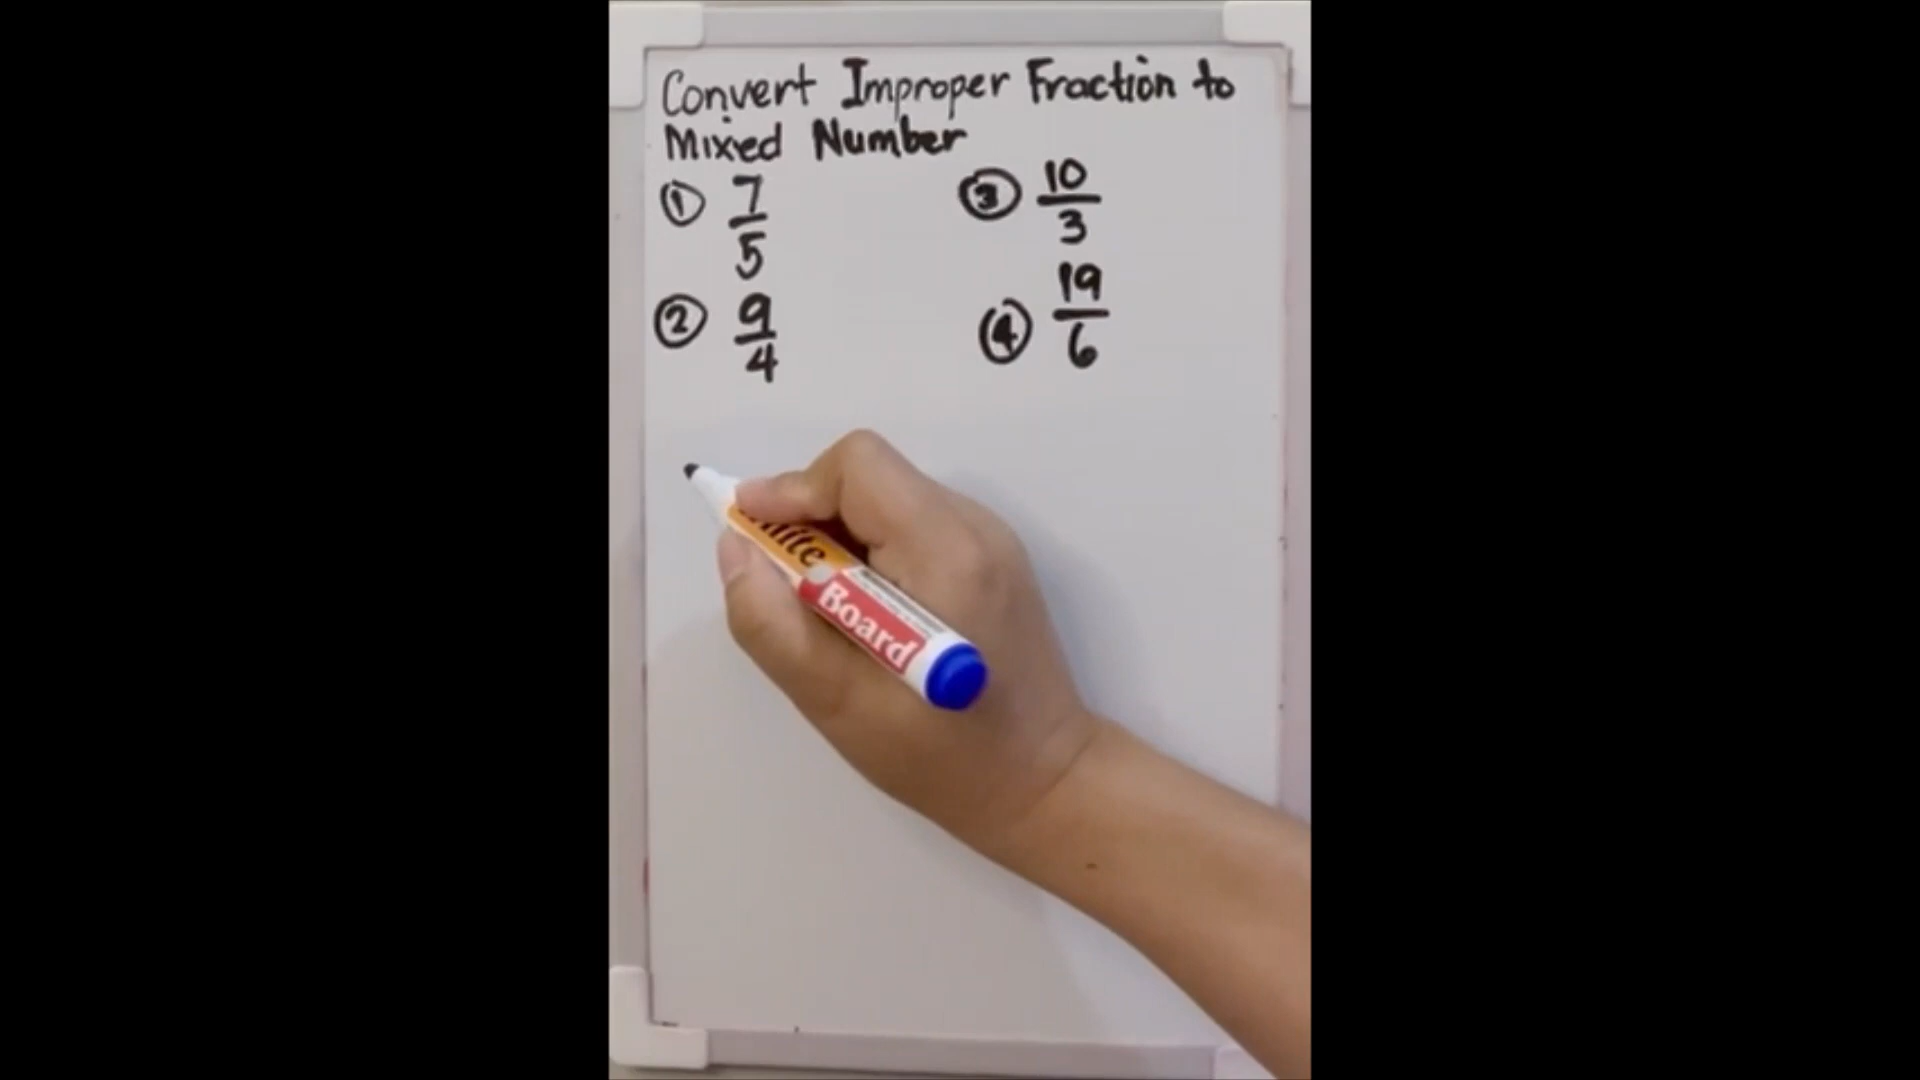 Convert Improper Fraction to
Mixed Number
① 7/5
③ 10/3
② 9/4
④ 19/6
Board